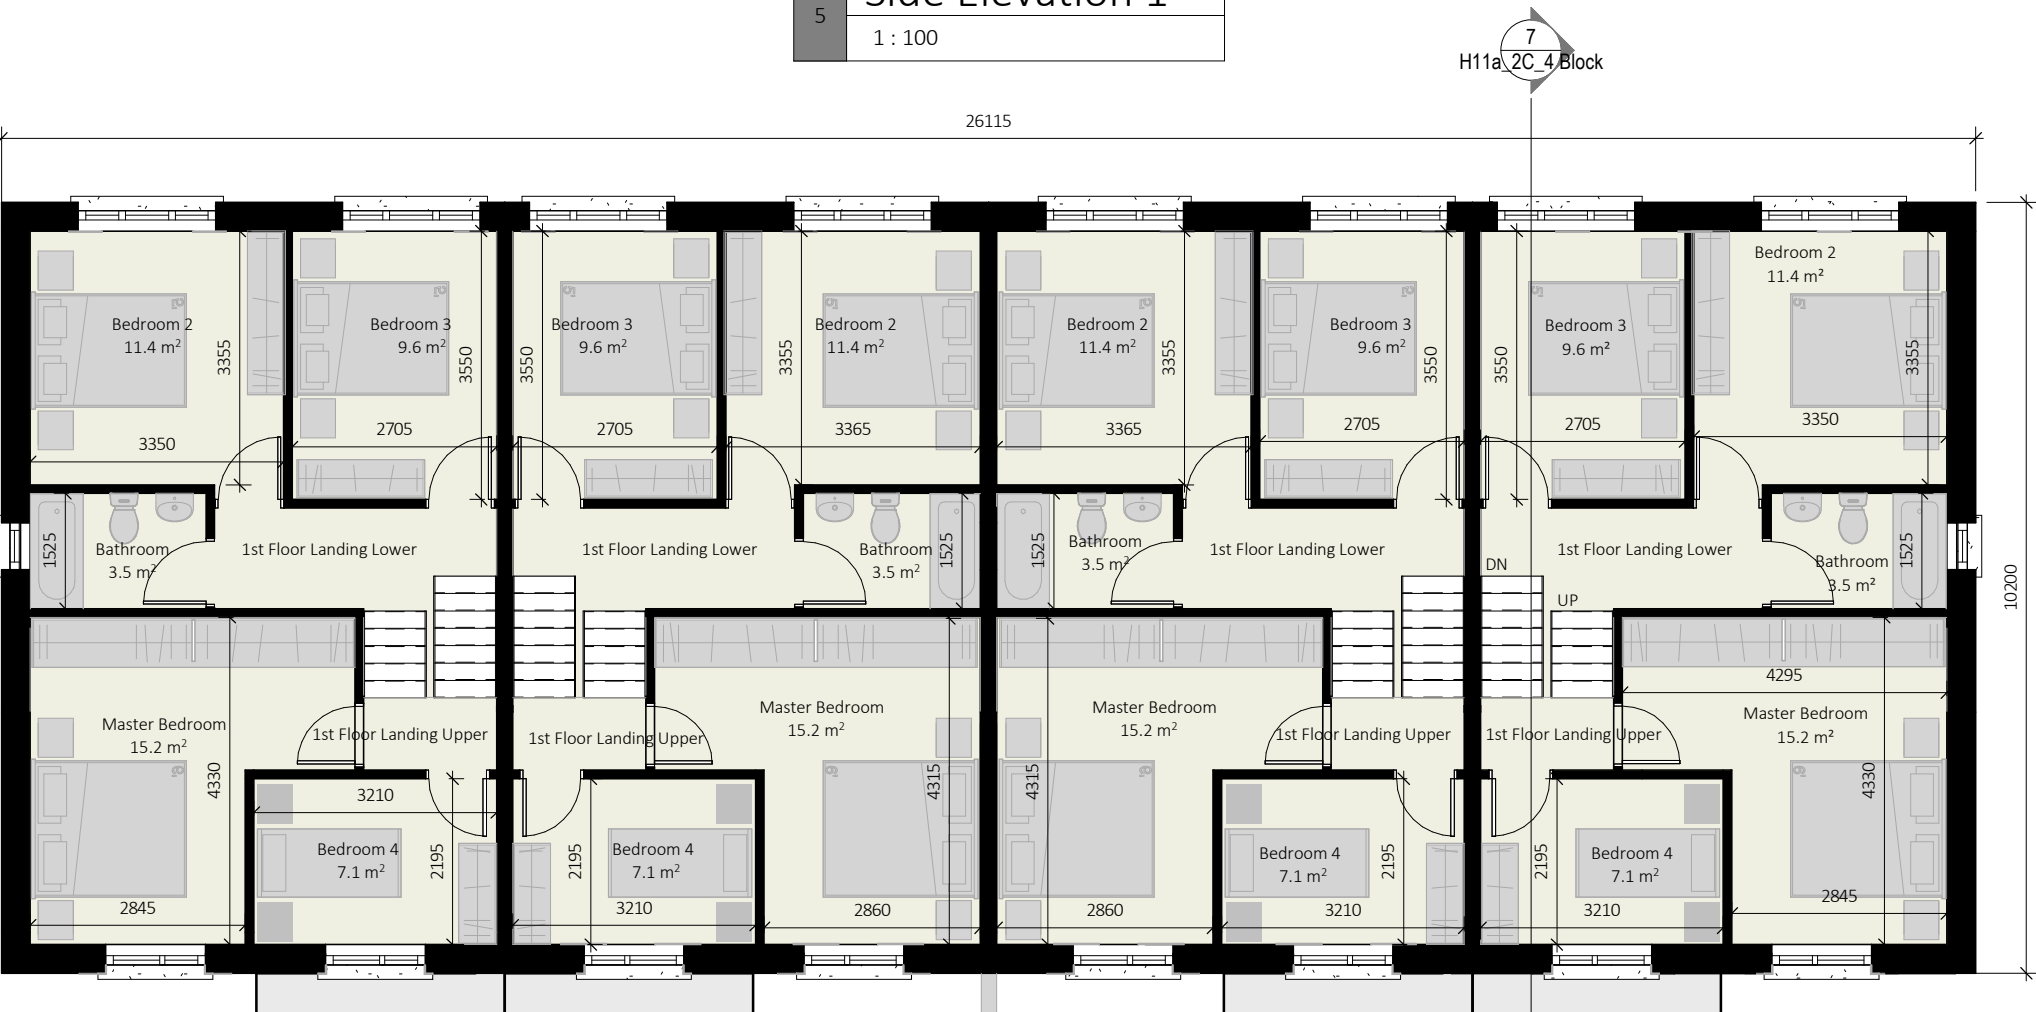 Side Elevation 1
5
1 : 100
7
H11a_2C_4 Block
26115
10200
Bedroom 2
11.4 m²
3355
3350
Bedroom 3
9.6 m²
3550
2705
Bedroom 3
9.6 m²
3550
2705
Bedroom 2
11.4 m²
3355
3365
Bedroom 2
11.4 m²
3355
3365
Bedroom 3
9.6 m²
3550
2705
Bedroom 3
9.6 m²
3550
2705
Bedroom 2
11.4 m²
3355
3350
1525
Bathroom
3.5 m²
1st Floor Landing Lower
1st Floor Landing Lower
Bathroom
3.5 m²
1525
1525
Bathroom
3.5 m²
1st Floor Landing Lower
DN
UP
1st Floor Landing Lower
Bathroom
3.5 m²
1525
Master Bedroom
15.2 m²
4330
2845
1st Floor Landing Upper
3210
Bedroom 4
7.1 m²
2195
1st Floor Landing Upper
2195
Bedroom 4
7.1 m²
3210
Master Bedroom
15.2 m²
4315
2860
Master Bedroom
15.2 m²
4315
2860
1st Floor Landing Upper
Bedroom 4
7.1 m²
2195
3210
1st Floor Landing Upper
2195
Bedroom 4
7.1 m²
3210
4295
Master Bedroom
15.2 m²
4330
2845